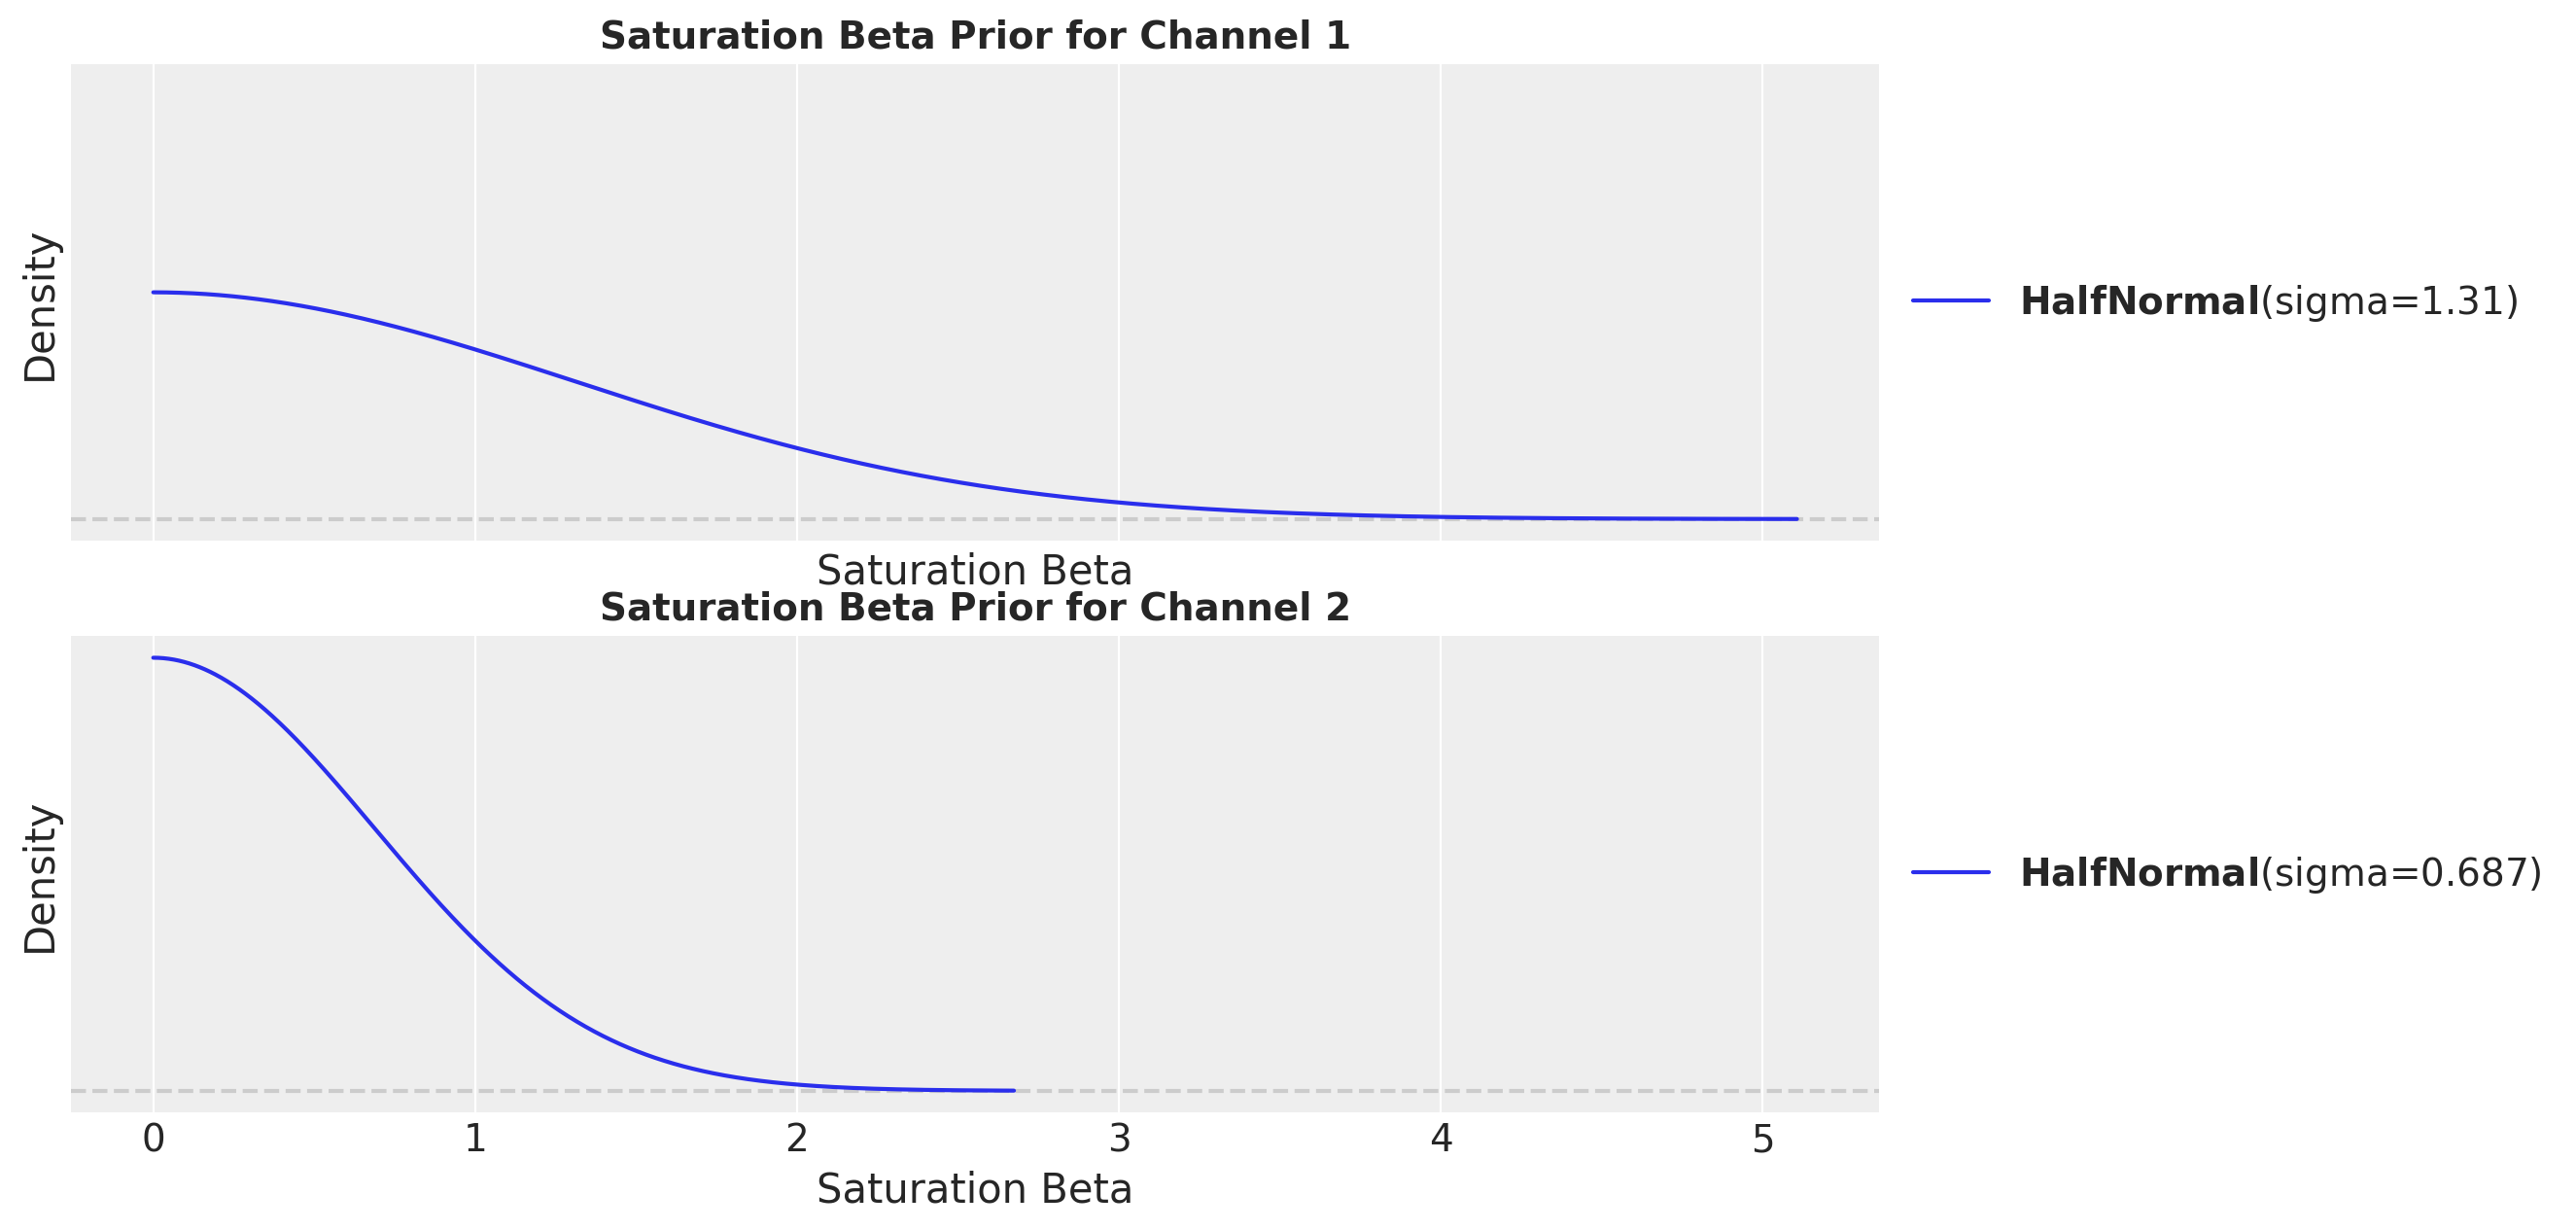 Saturation Beta Prior for Channel 1
Density
HalfNormal(sigma=1.31)
Saturation Beta
Saturation Beta Prior for Channel 2
Density
HalfNormal(sigma=0.687)
0 1 2 3 4 5
Saturation Beta